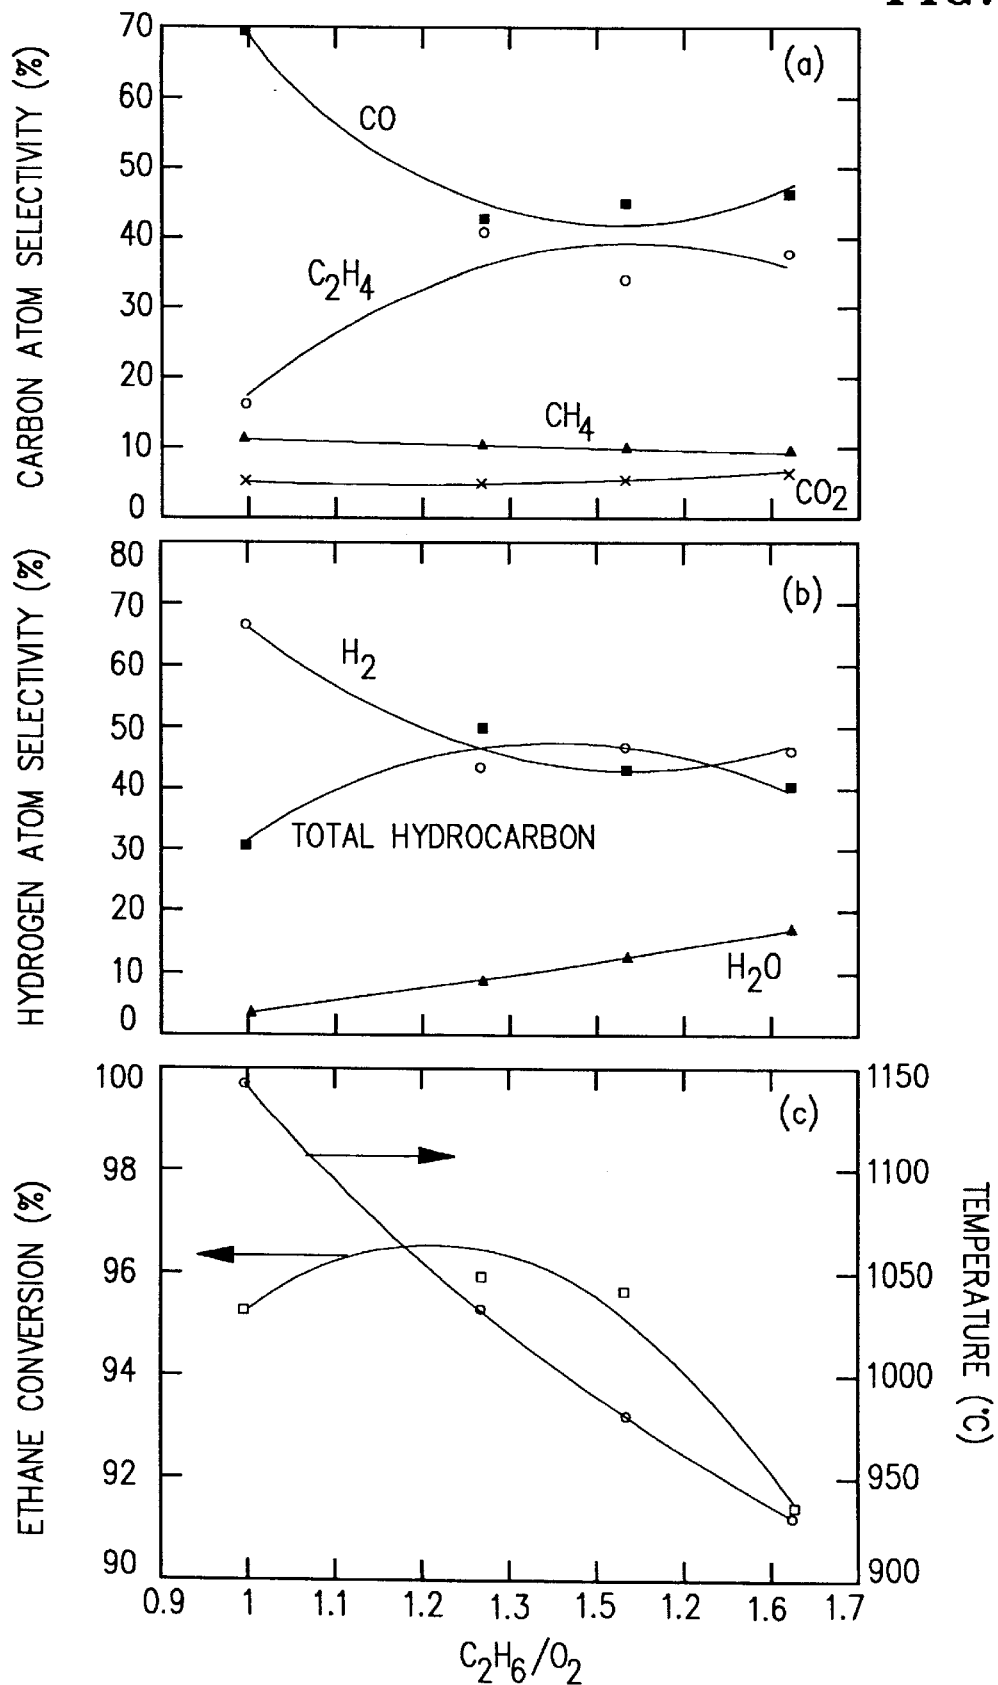 FIG.
(a)
CARBON ATOM SELECTIVITY (%)
70
60
50
40
30
20
10
0
CO
C2H4
CH4
CO2
(b)
HYDROGEN ATOM SELECTIVITY (%)
80
70
60
50
40
30
20
10
0
H2
TOTAL HYDROCARBON
H2O
(c)
ETHANE CONVERSION (%)
100
98
96
94
92
90
1150
1100
1050
1000
950
900
TEMPERATURE (°C)
0.9 1 1.1 1.2 1.3 1.5 1.2 1.6 1.7
C2H6/O2